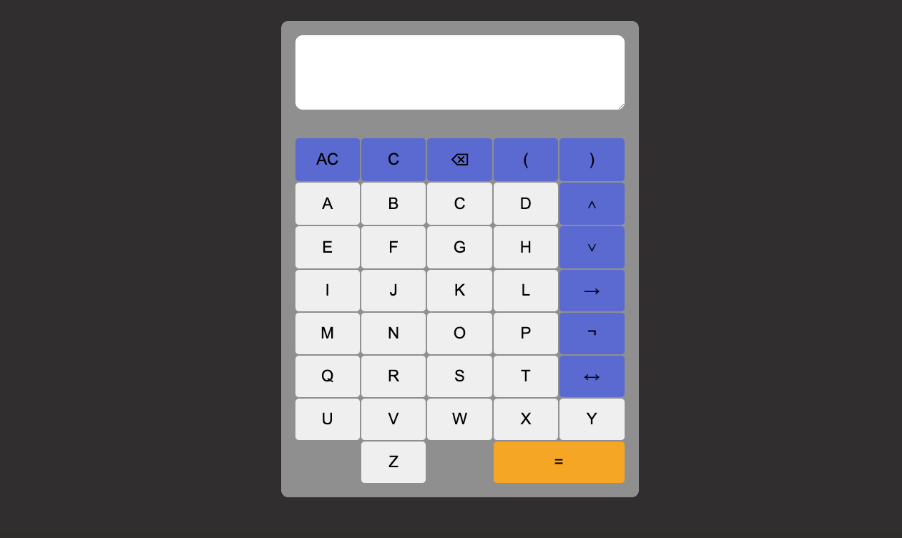 AC C ⌫ ( )
A B C D ^
E F G H v
I J K L →
M N O P ¬
Q R S T ↔
U V W X Y
Z =